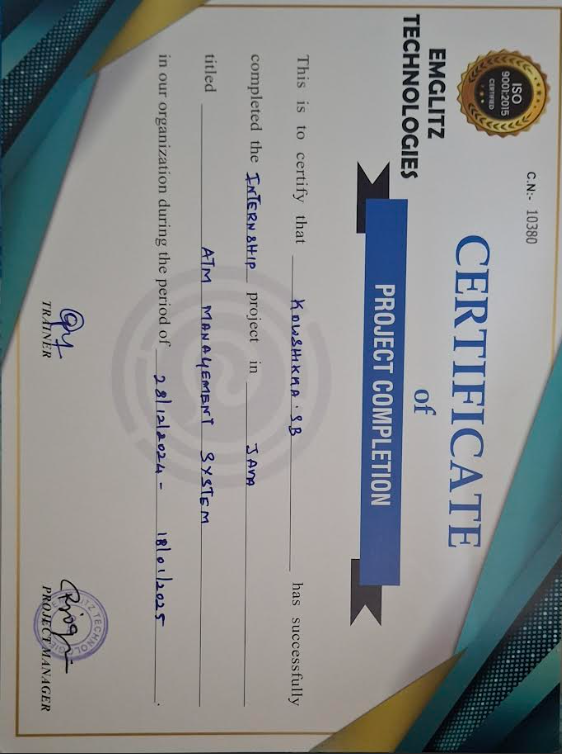 C.N:- 10380
ISO
9001:2015
CERTIFIED
EMGLITZ
TECHNOLOGIES
CERTIFICATE
of
PROJECT COMPLETION
This is to certify that KOWSHIKAA.SB has successfully
completed the INTERNSHIP project in JAVA
titled ATM MANAGEMENT SYSTEM
in our organization during the period of 28/12/2024 - 18/01/2025.
TRAINER
PROJECT MANAGER